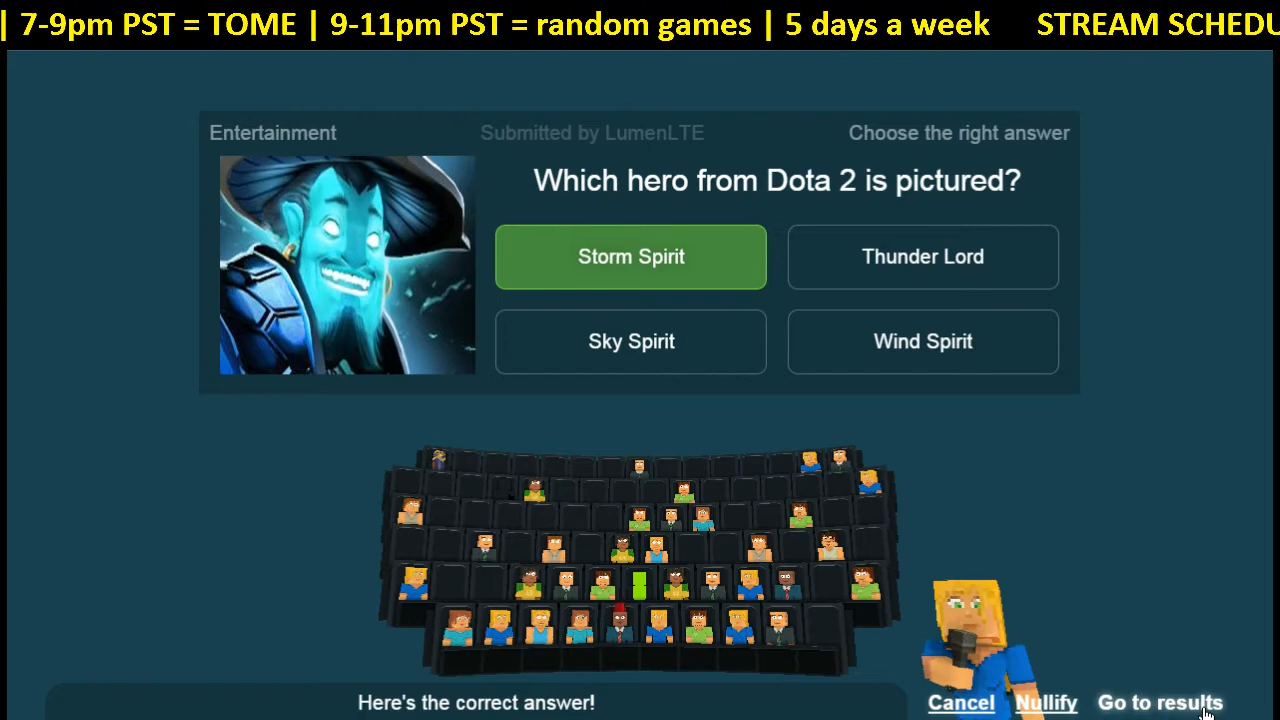 | 7-9pm PST = TOME | 9-11pm PST = random games | 5 days a week STREAM SCHEDU
Entertainment Submitted by LumenLTE Choose the right answer
Which hero from Dota 2 is pictured?
Storm Spirit Thunder Lord
Sky Spirit Wind Spirit
Here's the correct answer! Cancel Nullify Go to results